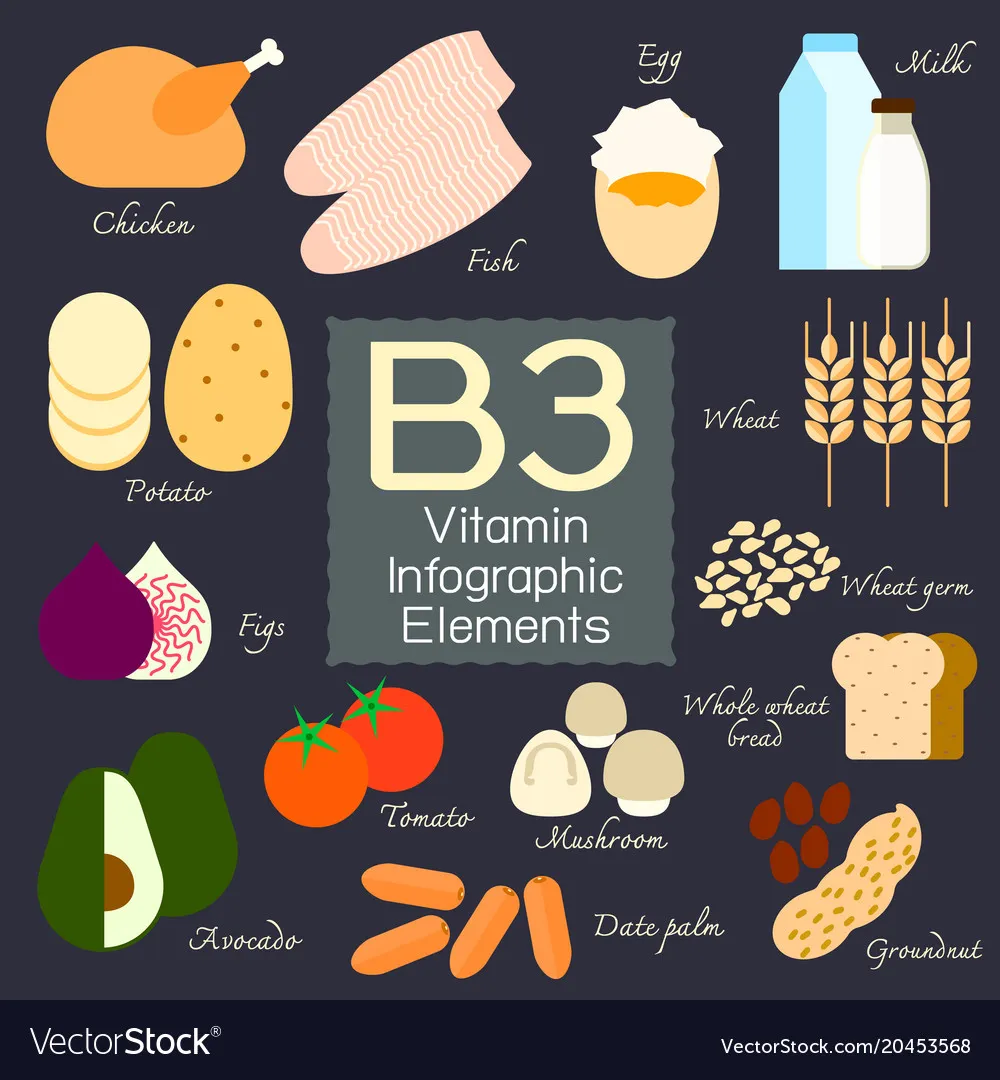 Egg
Milk
Chicken
Fish
B3
Vitamin
Infographic
Elements
Wheat
Potato
Wheat germ
Figs
Whole wheat
bread
Tomato
Mushroom
Avocado
Date palm
Groundnut
VectorStock®
VectorStock.com/20453568